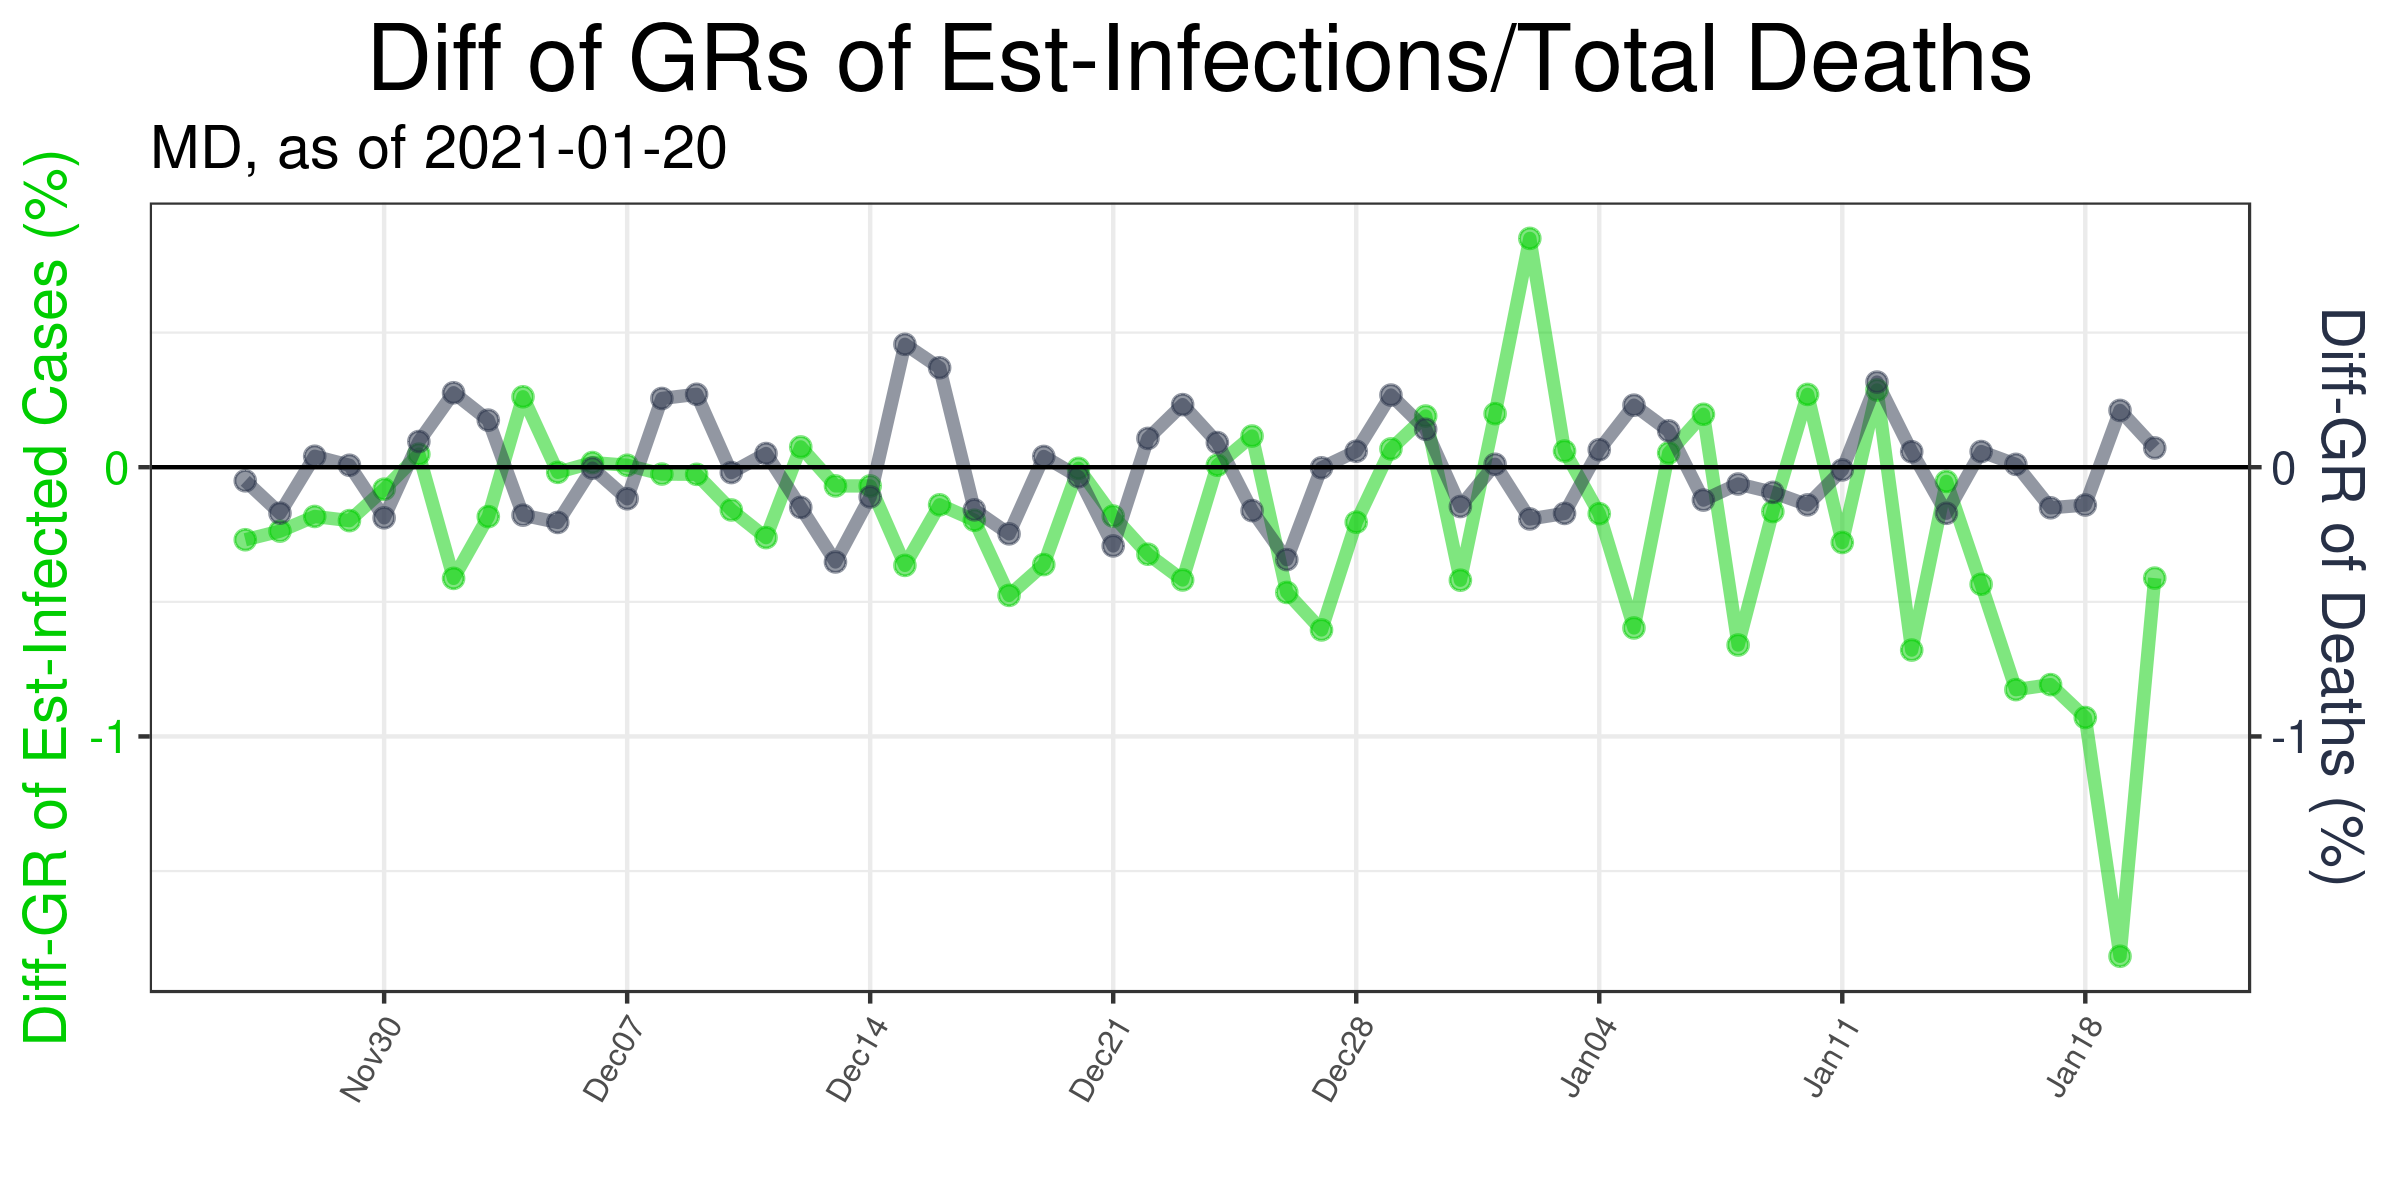 Diff of GRs of Est-Infections/Total Deaths
MD, as of 2021-01-20
Diff-GR of Est-Infected Cases (%)
0
-1
0
-1
Diff-GR of Deaths (%)
Nov30
Dec07
Dec14
Dec21
Dec28
Jan04
Jan11
Jan18